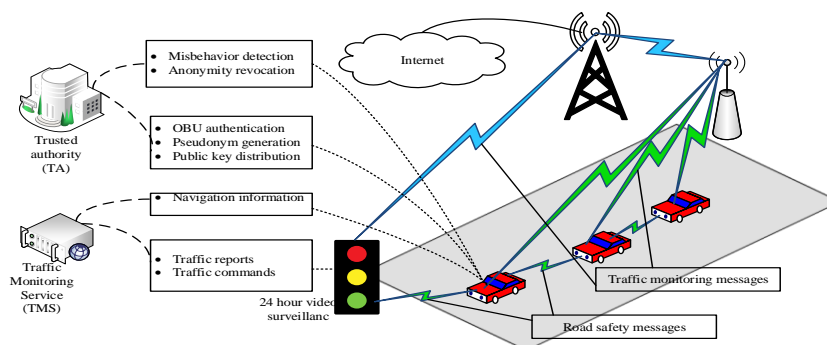 Misbehavior detection
Anonymity revocation
Internet
Trusted
authority
(TA)
OBU authentication
Pseudonym generation
Public key distribution
Navigation information
Traffic
Monitoring
Service
(TMS)
Traffic reports
Traffic commands
24 hour video
surveillanc
Traffic monitoring messages
Road safety messages